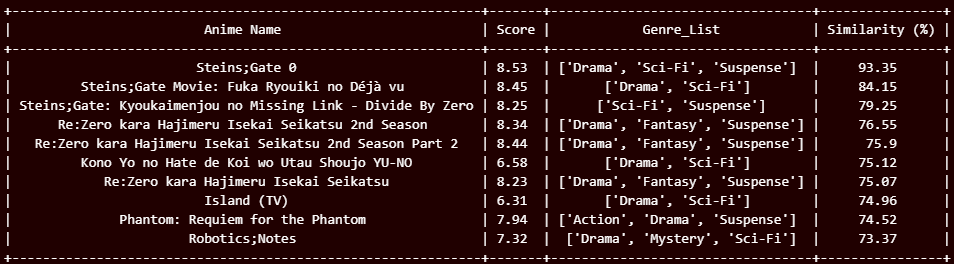 Anime Name | Score | Genre_List | Similarity (%)
Steins;Gate 0 | 8.53 | ['Drama', 'Sci-Fi', 'Suspense'] | 93.35
Steins;Gate Movie: Fuka Ryouiki no Déjà vu | 8.45 | ['Drama', 'Sci-Fi'] | 84.15
Steins;Gate: Kyoukaimenjou no Missing Link - Divide By Zero | 8.25 | ['Sci-Fi', 'Suspense'] | 79.25
Re:Zero kara Hajimeru Isekai Seikatsu 2nd Season | 8.34 | ['Drama', 'Fantasy', 'Suspense'] | 76.55
Re:Zero kara Hajimeru Isekai Seikatsu 2nd Season Part 2 | 8.44 | ['Drama', 'Fantasy', 'Suspense'] | 75.9
Kono Yo no Hate de Koi wo Utau Shoujo YU-NO | 6.58 | ['Drama', 'Sci-Fi'] | 75.12
Re:Zero kara Hajimeru Isekai Seikatsu | 8.23 | ['Drama', 'Fantasy', 'Suspense'] | 75.07
Island (TV) | 6.31 | ['Drama', 'Sci-Fi'] | 74.96
Phantom: Requiem for the Phantom | 7.94 | ['Action', 'Drama', 'Suspense'] | 74.52
Robotics;Notes | 7.32 | ['Drama', 'Mystery', 'Sci-Fi'] | 73.37